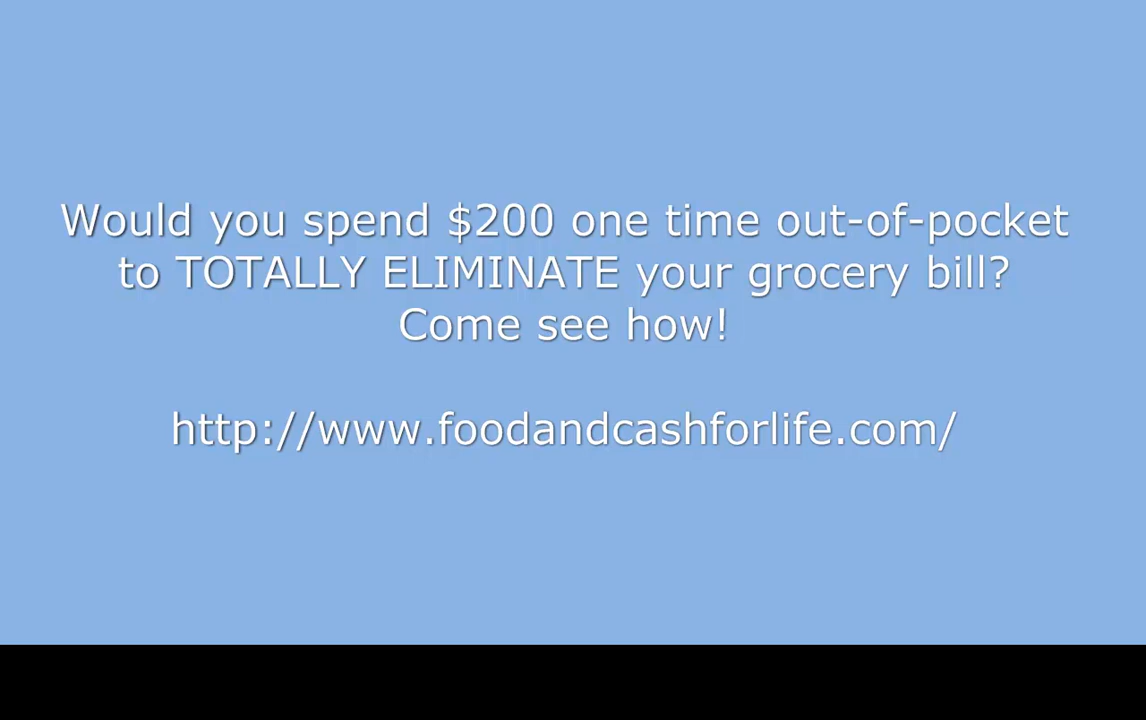 Would you spend $200 one time out-of-pocket
to TOTALLY ELIMINATE your grocery bill?
Come see how!
http://www.foodandcashforlife.com/